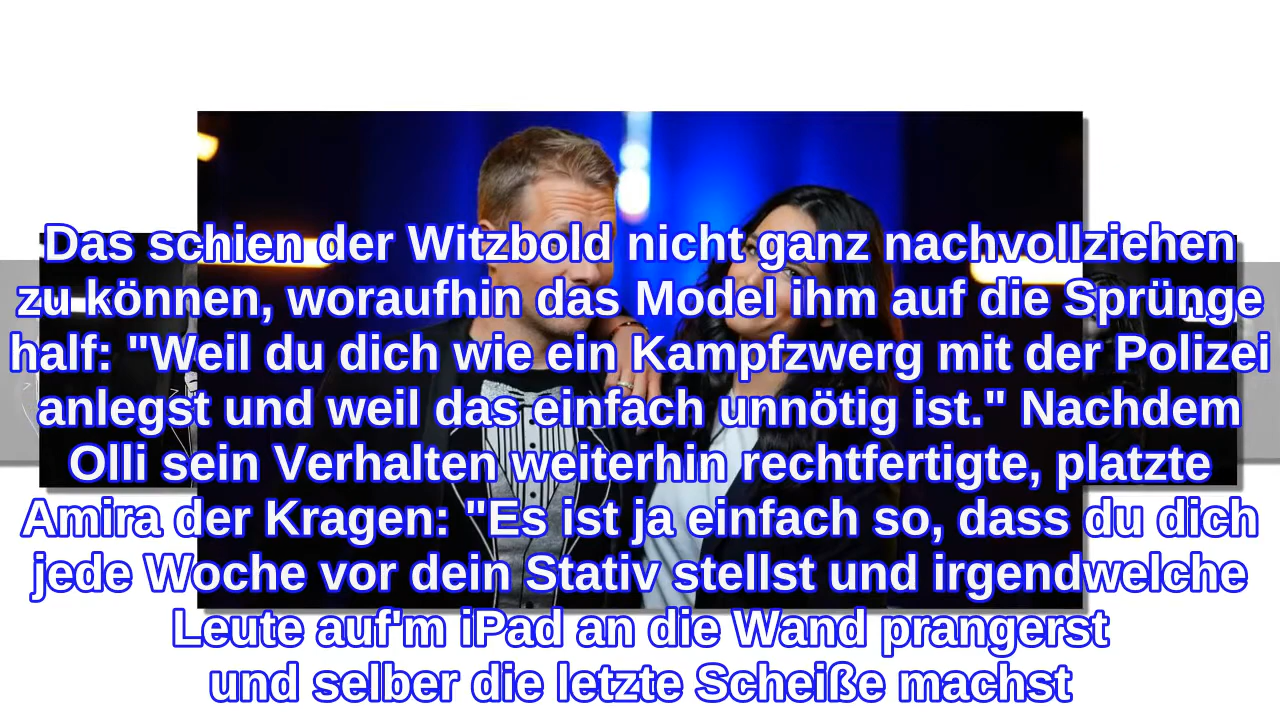 Das schien der Witzbold nicht ganz nachvollziehen
zu können, woraufhin das Model ihm auf die Sprünge
half: "Weil du dich wie ein Kampfzwerg mit der Polizei
anlegst und weil das einfach unnötig ist." Nachdem
Olli sein Verhalten weiterhin rechtfertigte, platzte
Amira der Kragen: "Es ist ja einfach so, dass du dich
jede Woche vor dein Stativ stellst und irgendwelche
Leute auf'm iPad an die Wand prangerst
und selber die letzte Scheiße machst